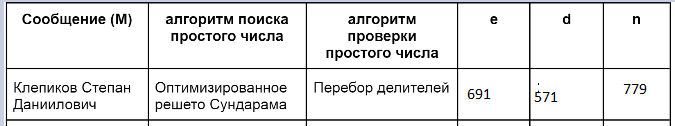 Сообщение (M)
алгоритм поиска
простого числа
алгоритм
проверки
простого числа
e
d
n
Клепиков Степан
Даниилович
Оптимизированное
решето Сундарама
Перебор делителей
691
571
779